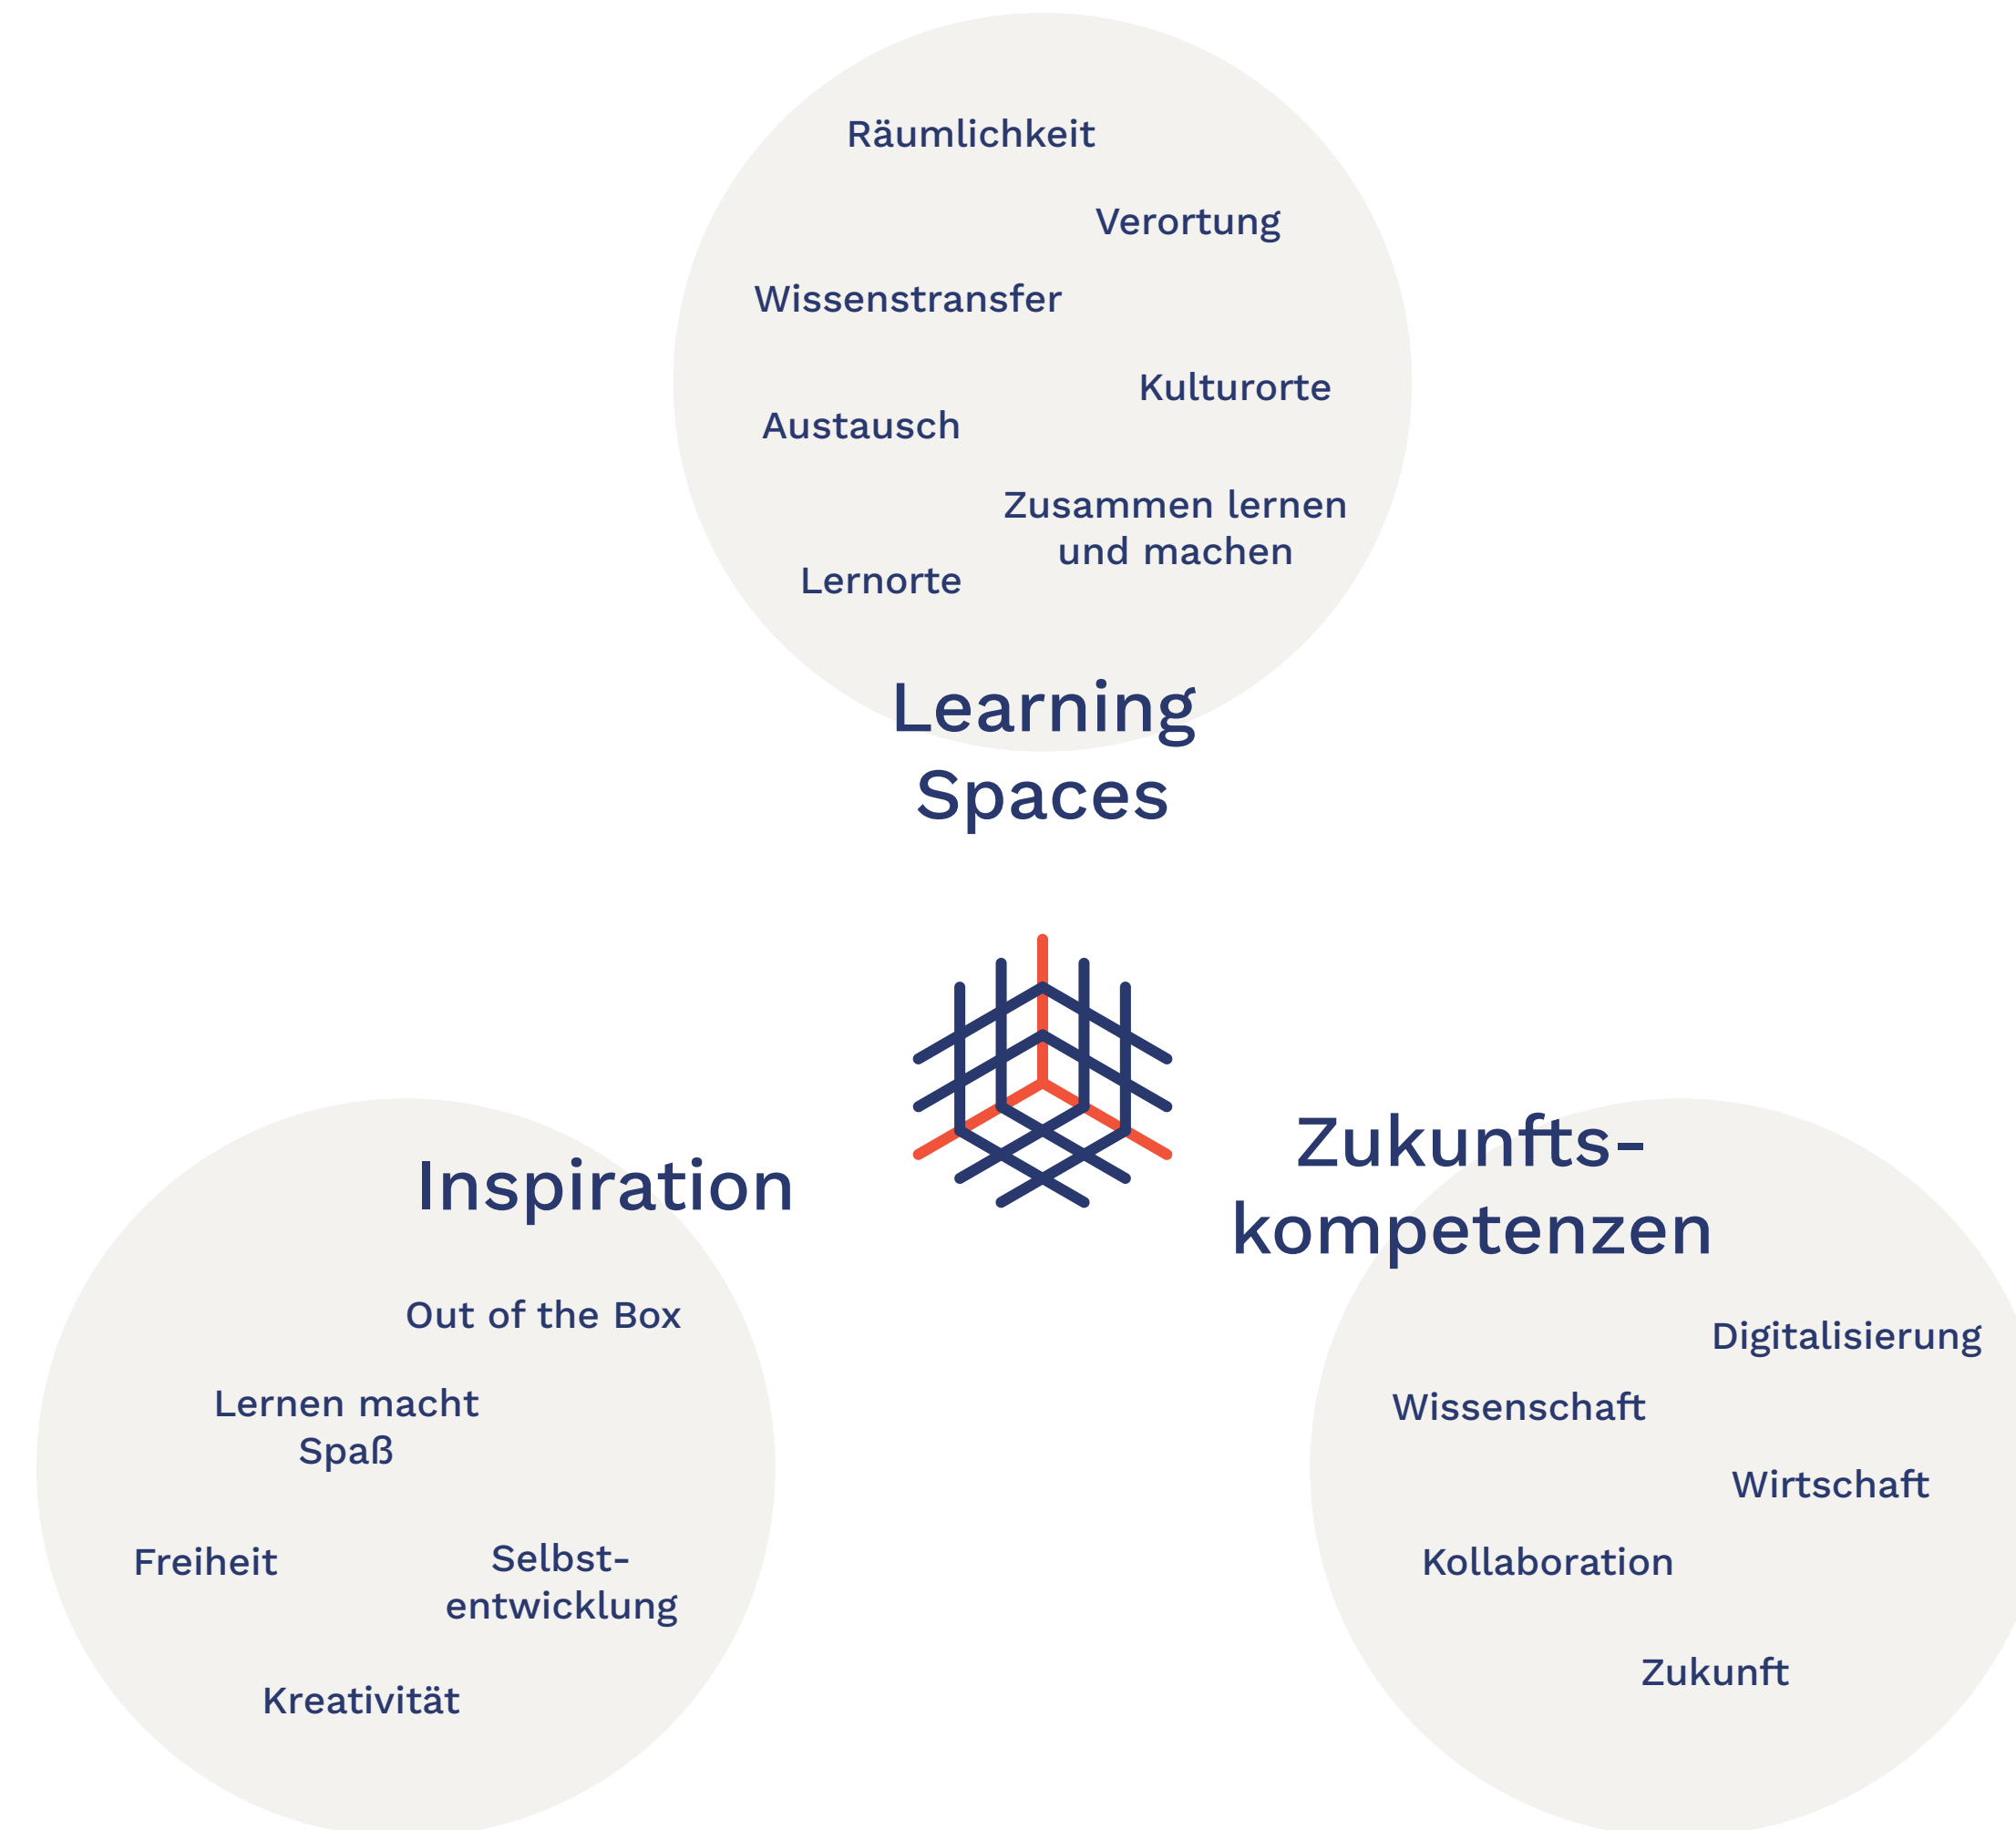 Räumlichkeit
Verortung
Wissenstransfer
Kulturorte
Austausch
Zusammen lernen
und machen
Lernorte
Learning
Spaces
Inspiration
Out of the Box
Lernen macht
Spaß
Freiheit
Selbst-
entwicklung
Kreativität
Zukunfts-
kompetenzen
Digitalisierung
Wissenschaft
Wirtschaft
Kollaboration
Zukunft